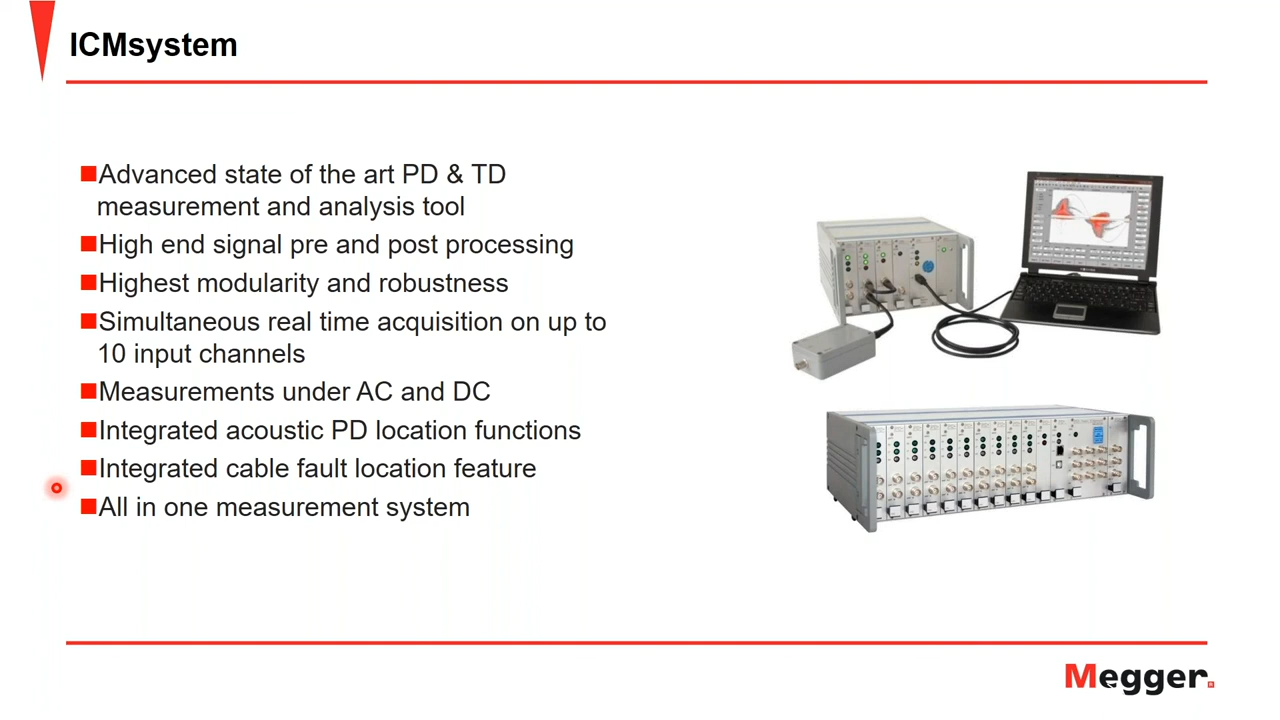 ICMsystem
Advanced state of the art PD & TD
measurement and analysis tool
High end signal pre and post processing
Highest modularity and robustness
Simultaneous real time acquisition on up to
10 input channels
Measurements under AC and DC
Integrated acoustic PD location functions
Integrated cable fault location feature
All in one measurement system
Megger.